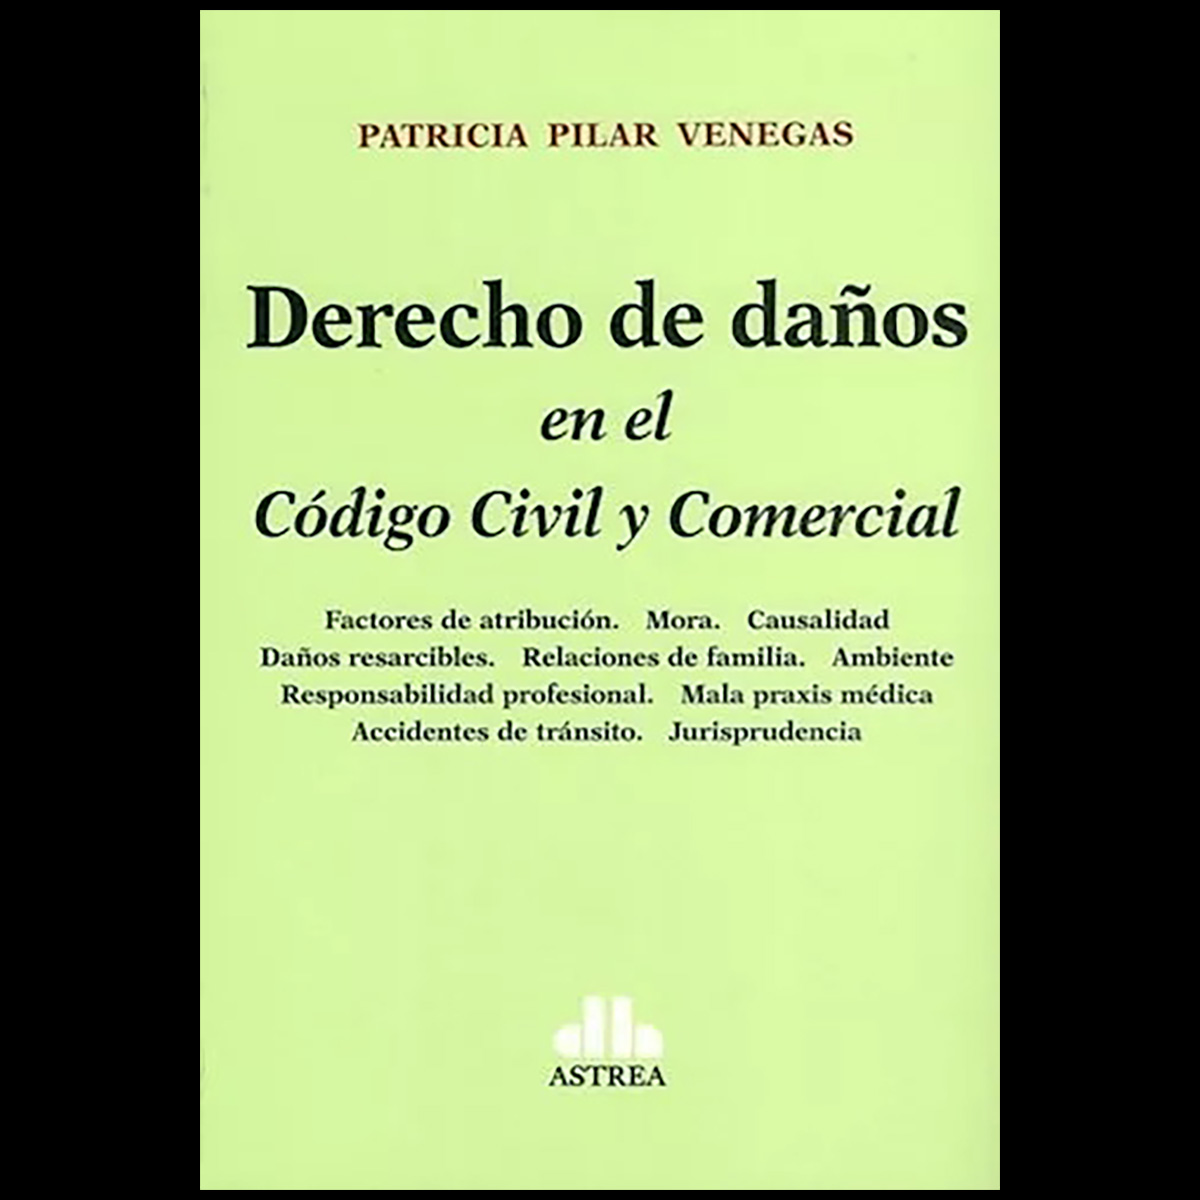 PATRICIA PILAR VENEGAS
Derecho de daños
en el
Código Civil y Comercial
Factores de atribución. Mora. Causalidad
Daños resarcibles. Relaciones de familia. Ambiente
Responsabilidad profesional. Mala praxis médica
Accidentes de tránsito. Jurisprudencia
ASTREA